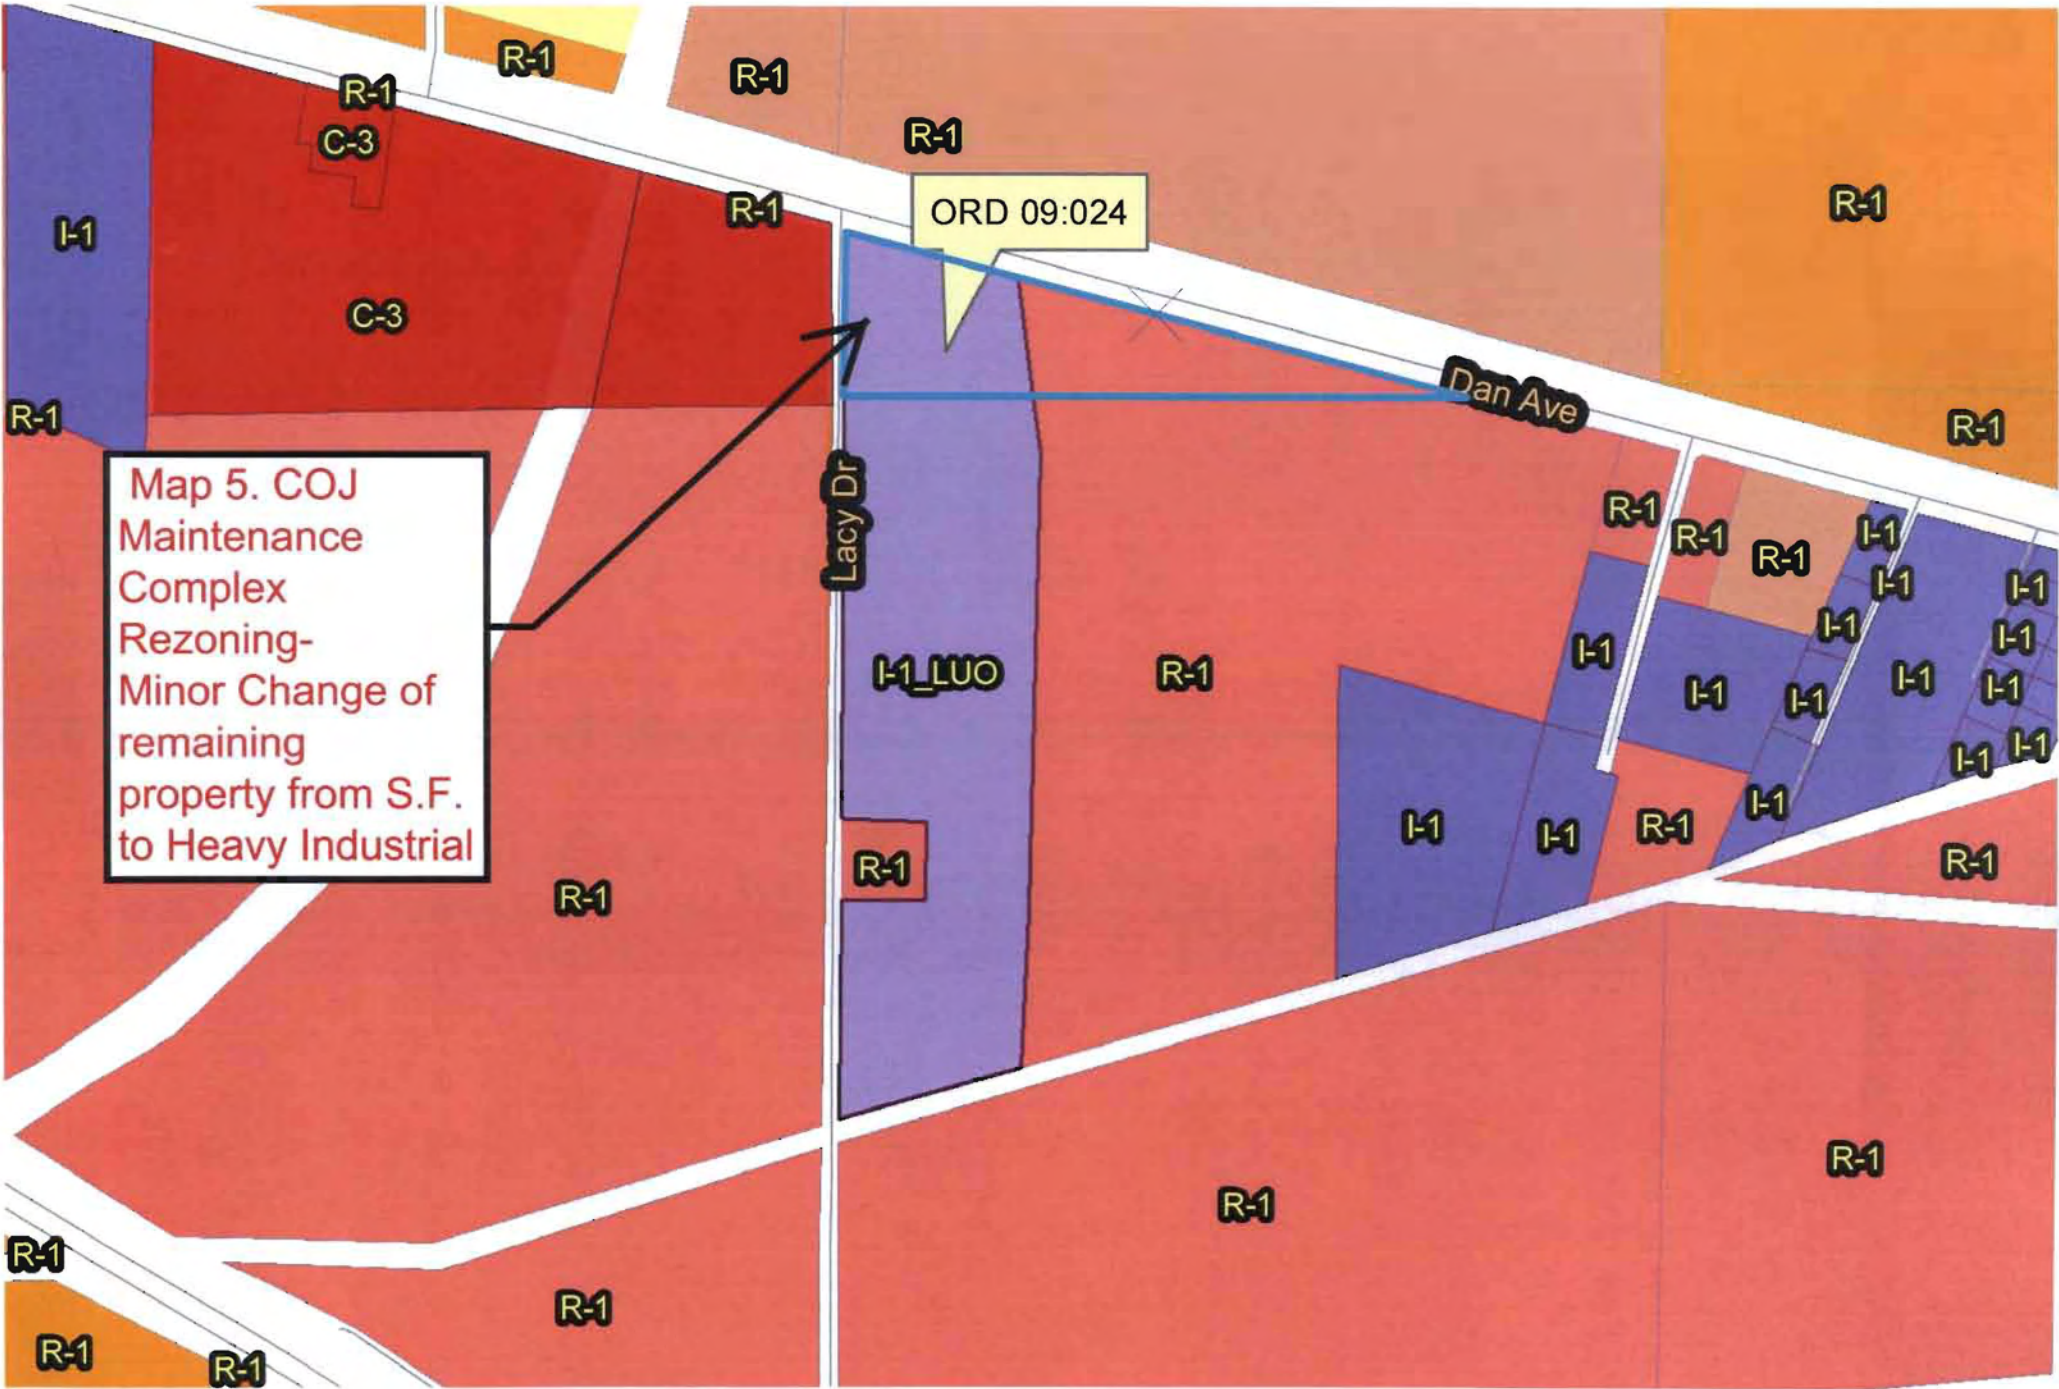 R-1
R-1
R-1
C-3
R-1
R-1
ORD 09:024
R-1
I-1
C-3
Dan Ave
R-1
R-1
Map 5. COJ
Maintenance
Complex
Rezoning-
Minor Change of
remaining
property from S.F.
to Heavy Industrial
Lacy Dr
R-1
R-1
R-1
I-1
I-1
I-1
I-1
I-1
I-1
I-1_LUO
R-1
I-1
I-1
I-1
I-1
I-1
I-1
I-1
I-1
I-1
R-1
I-1
I-1
R-1
R-1
R-1
R-1
R-1
R-1
R-1
R-1
R-1